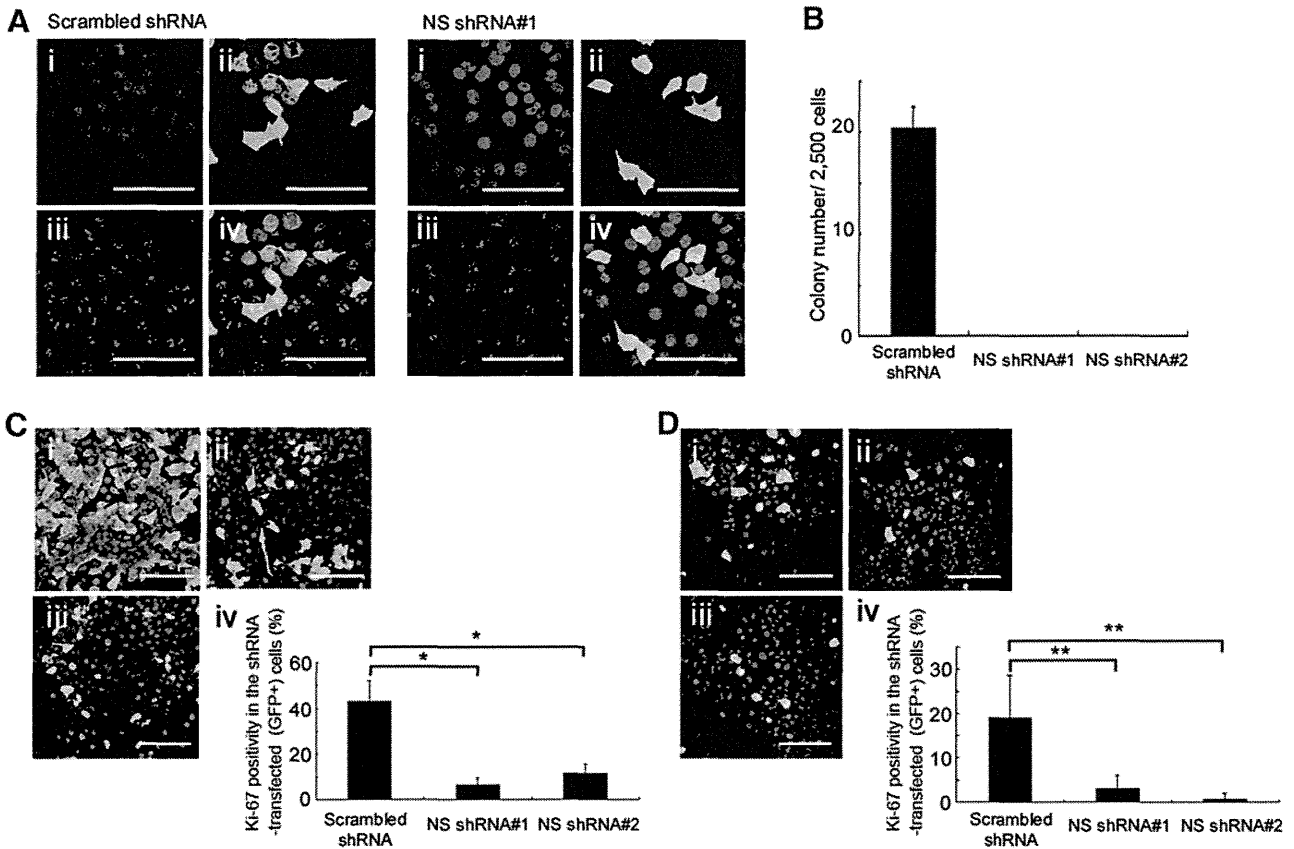 A
Scrambled shRNA
NS shRNA#1
i
ii
i
ii
iii
iv
iii
iv
B
Colony number/ 2,500 cells
20
10
0
Scrambled
shRNA
NS shRNA#1
NS shRNA#2
C
i
ii
iii
iv
Ki-67 positivity in the shRNA
-transfected (GFP+) cells (%)
60
40
20
0
*
*
Scrambled
shRNA
NS shRNA#1
NS shRNA#2
D
i
ii
iii
iv
Ki-67 positivity in the shRNA
-transfected (GFP+) cells (%)
30
20
10
0
**
**
Scrambled
shRNA
NS shRNA#1
NS shRNA#2